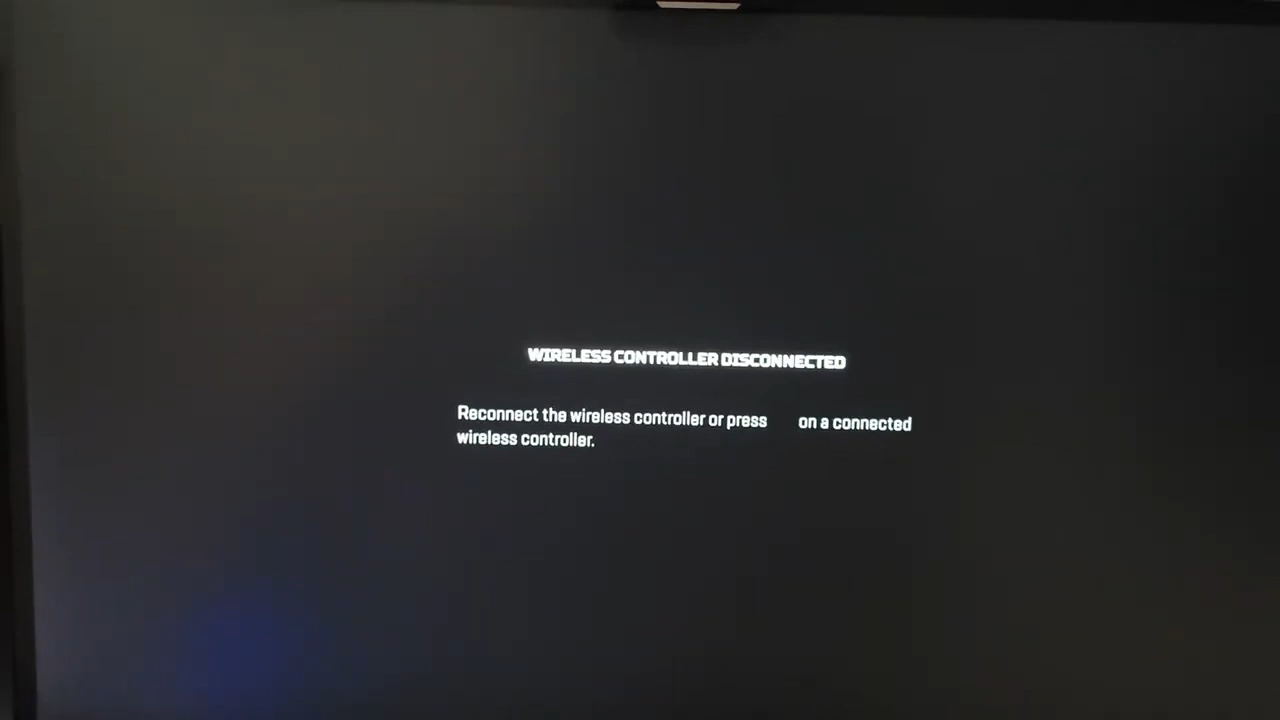 WIRELESS CONTROLLER DISCONNECTED
Reconnect the wireless controller or press on a connected
wireless controller.